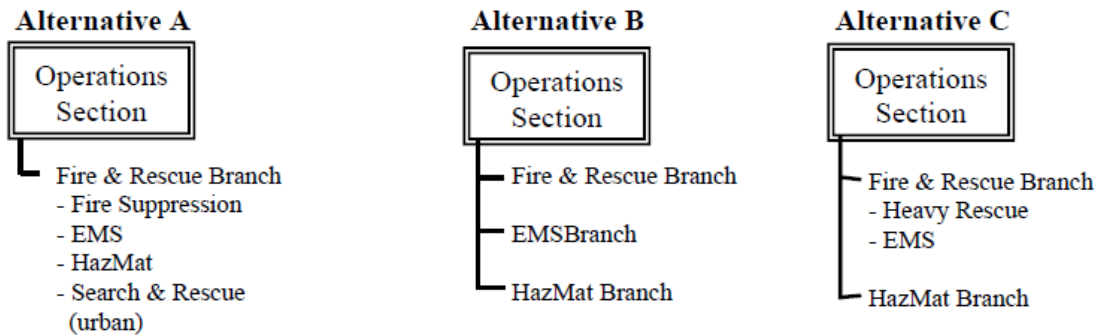 Alternative A
Operations
Section
Fire & Rescue Branch
- Fire Suppression
- EMS
- HazMat
- Search & Rescue
(urban)
Alternative B
Operations
Section
Fire & Rescue Branch
EMSBranch
HazMat Branch
Alternative C
Operations
Section
Fire & Rescue Branch
- Heavy Rescue
- EMS
HazMat Branch